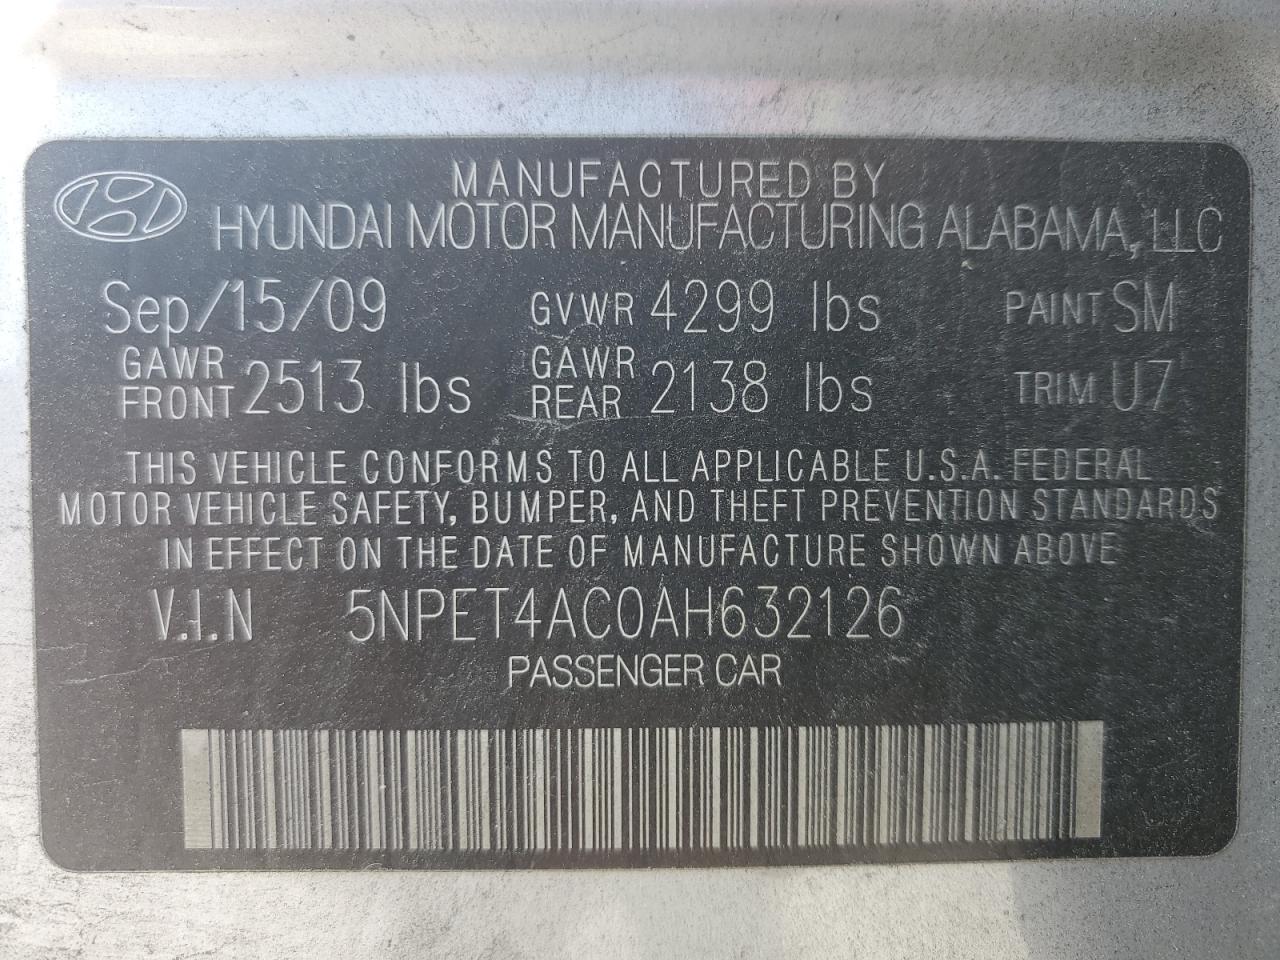 MANUFACTURED BY
HYUNDAI MOTOR MANUFACTURING ALABAMA, LLC
Sep/15/09 GVWR 4299 lbs PAINT SM
GAWR FRONT 2513 lbs GAWR REAR 2138 lbs TRIM U7
THIS VEHICLE CONFORMS TO ALL APPLICABLE U.S.A. FEDERAL
MOTOR VEHICLE SAFETY, BUMPER, AND THEFT PREVENTION STANDARDS
IN EFFECT ON THE DATE OF MANUFACTURE SHOWN ABOVE
V.I.N 5NPET4AC0AH632126
PASSENGER CAR